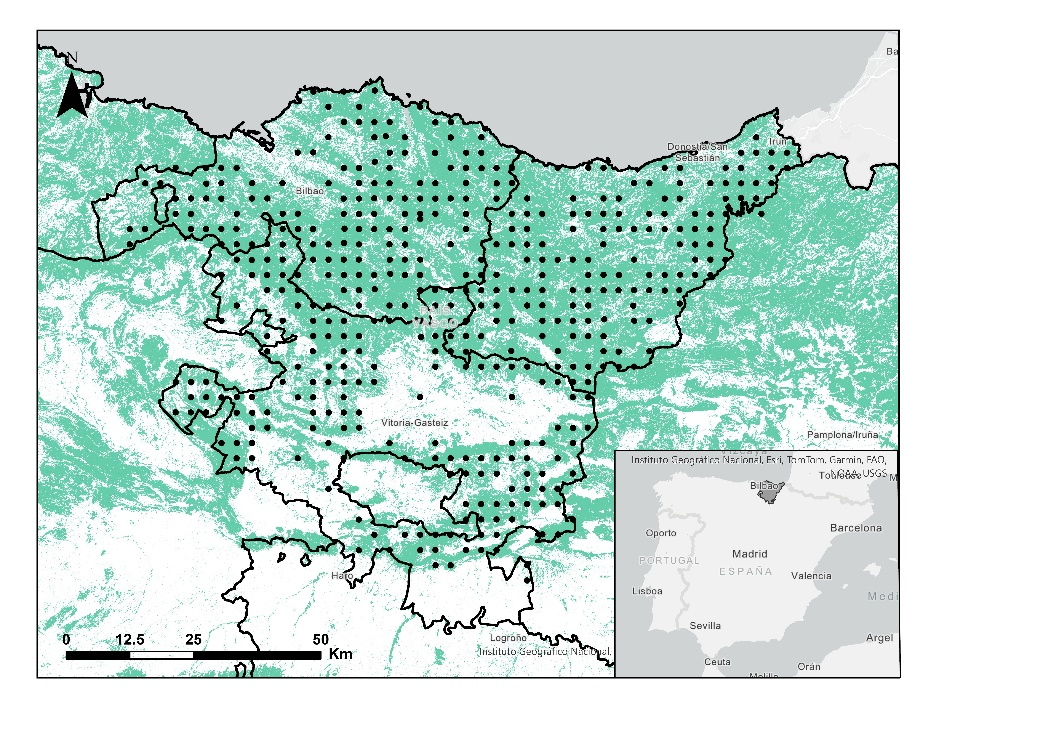 N
Ba
Irun
Donostia/San
Sebastián
Bilbao
Vitoria-Gasteiz
Pamplona/Iruña
Haro
Logroño
Instituto Geográfico Nacional,
0 12.5 25 50
Km
Instituto Geográfico Nacional, Esri, TomTom, Garmin, FAO,
NOAA, USGS
Toulouse
M
Bilbao
Oporto
Barcelona
PORTUGAL
Madrid
ESPAÑA
Valencia
Lisboa
Medi
Sevilla
Argel
Ceuta
Orán
Melilla